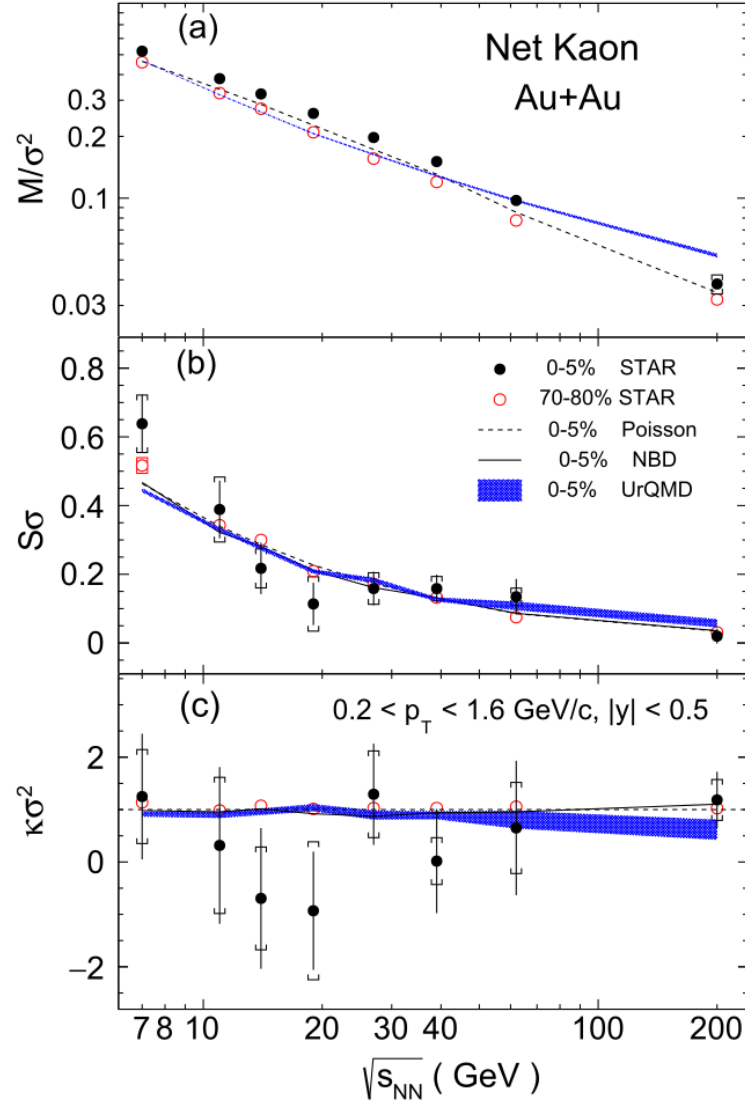 (a)
Net Kaon
Au+Au
M/σ²
0.3
0.2
0.1
0.03
(b)
0-5% STAR
70-80% STAR
0-5% Poisson
0-5% NBD
0-5% UrQMD
Sσ
0.8
0.6
0.4
0.2
0
(c)
0.2 < p_T < 1.6 GeV/c, |y| < 0.5
κσ²
2
0
−2
7 8 10 20 30 40 100 200
√s_NN ( GeV )